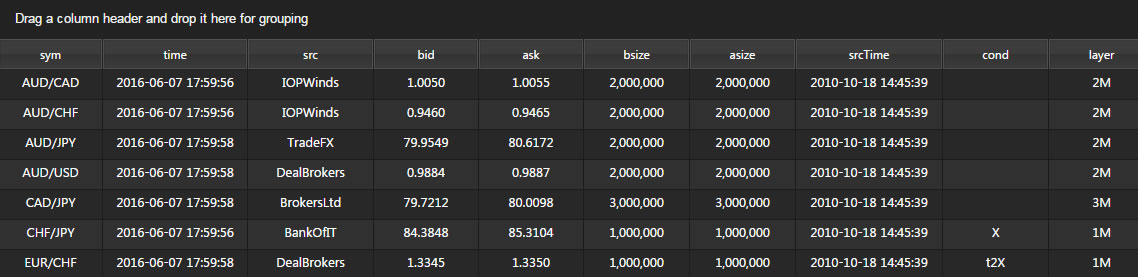 Drag a column header and drop it here for grouping
sym time src bid ask bsize asize srcTime cond layer
AUD/CAD 2016-06-07 17:59:56 IOPWinds 1.0050 1.0055 2,000,000 2,000,000 2010-10-18 14:45:39 2M
AUD/CHF 2016-06-07 17:59:56 IOPWinds 0.9460 0.9465 2,000,000 2,000,000 2010-10-18 14:45:39 2M
AUD/JPY 2016-06-07 17:59:58 TradeFX 79.9549 80.6172 2,000,000 2,000,000 2010-10-18 14:45:39 2M
AUD/USD 2016-06-07 17:59:58 DealBrokers 0.9884 0.9887 2,000,000 2,000,000 2010-10-18 14:45:39 2M
CAD/JPY 2016-06-07 17:59:58 BrokersLtd 79.7212 80.0098 3,000,000 3,000,000 2010-10-18 14:45:39 3M
CHF/JPY 2016-06-07 17:59:56 BankOfIT 84.3848 85.3104 1,000,000 1,000,000 2010-10-18 14:45:39 X 1M
EUR/CHF 2016-06-07 17:59:58 DealBrokers 1.3345 1.3350 1,000,000 1,000,000 2010-10-18 14:45:39 t2X 1M